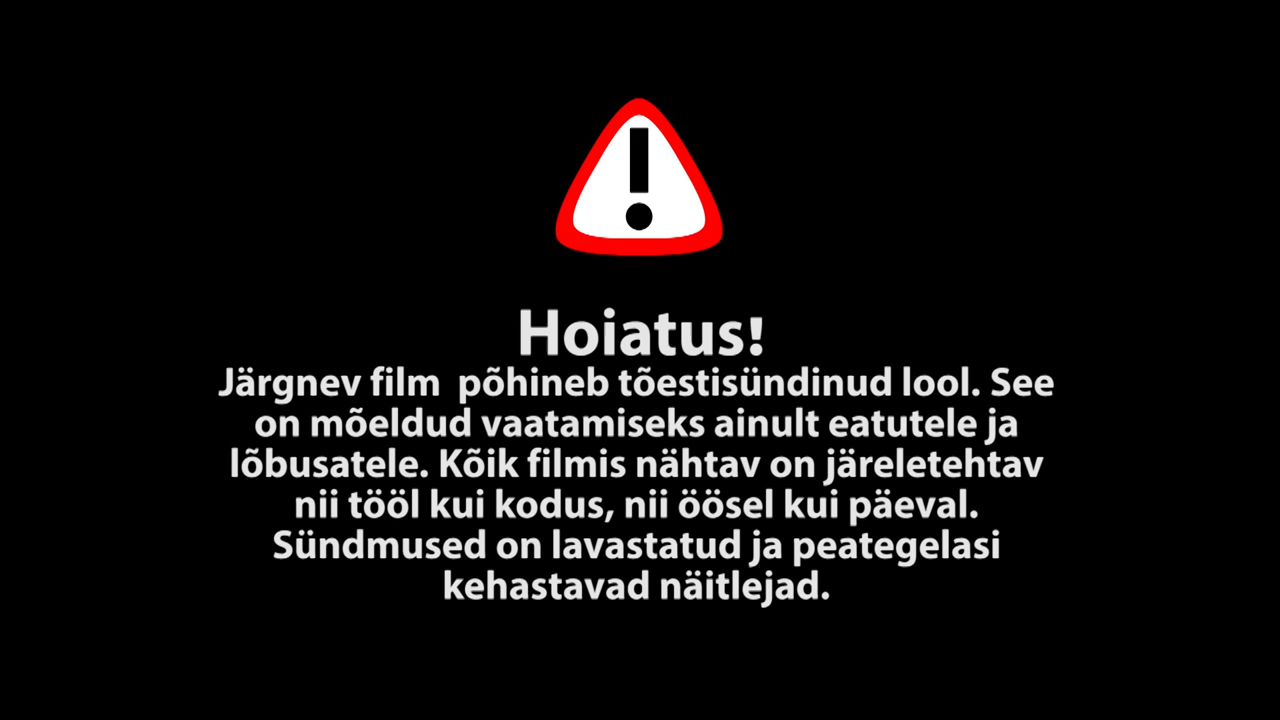 Hoiatus!
Järgnev film  põhineb tõestisündinud lool. See
on mõeldud vaatamiseks ainult eatutele ja
lõbusatele. Kõik filmis nähtav on järeletehtav
nii tööl kui kodus, nii öösel kui päeval.
Sündmused on lavastatud ja peategelasi
kehastavad näitlejad.